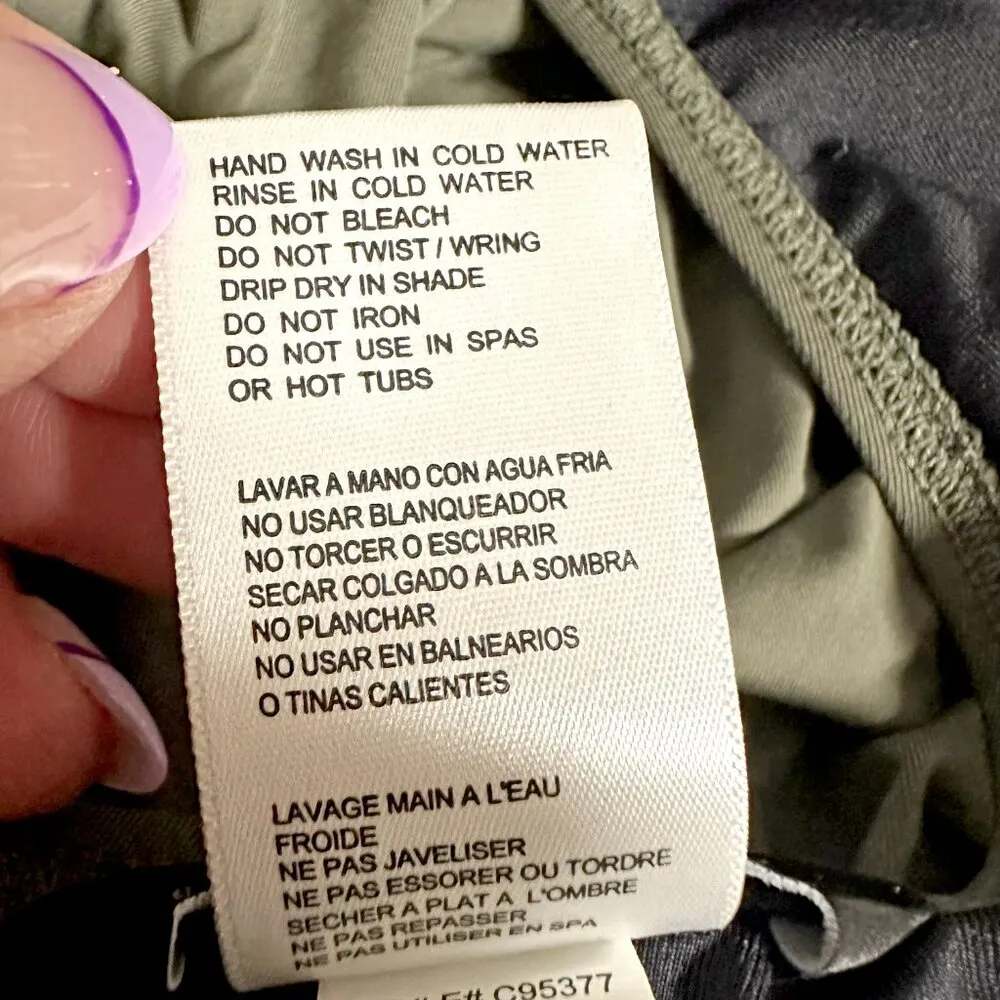 HAND WASH IN COLD WATER
RINSE IN COLD WATER
DO NOT BLEACH
DO NOT TWIST / WRING
DRIP DRY IN SHADE
DO NOT IRON
DO NOT USE IN SPAS
OR HOT TUBS
LAVAR A MANO CON AGUA FRIA
NO USAR BLANQUEADOR
NO TORCER O ESCURRIR
SECAR COLGADO A LA SOMBRA
NO PLANCHAR
NO USAR EN BALNEARIOS
O TINAS CALIENTES
LAVAGE MAIN A L'EAU
FROIDE
NE PAS JAVELISER
NE PAS ESSORER OU TORDRE
SECHER A PLAT A L'OMBRE
NE PAS REPASSER
NE PAS UTILISER EN SPA
C95377